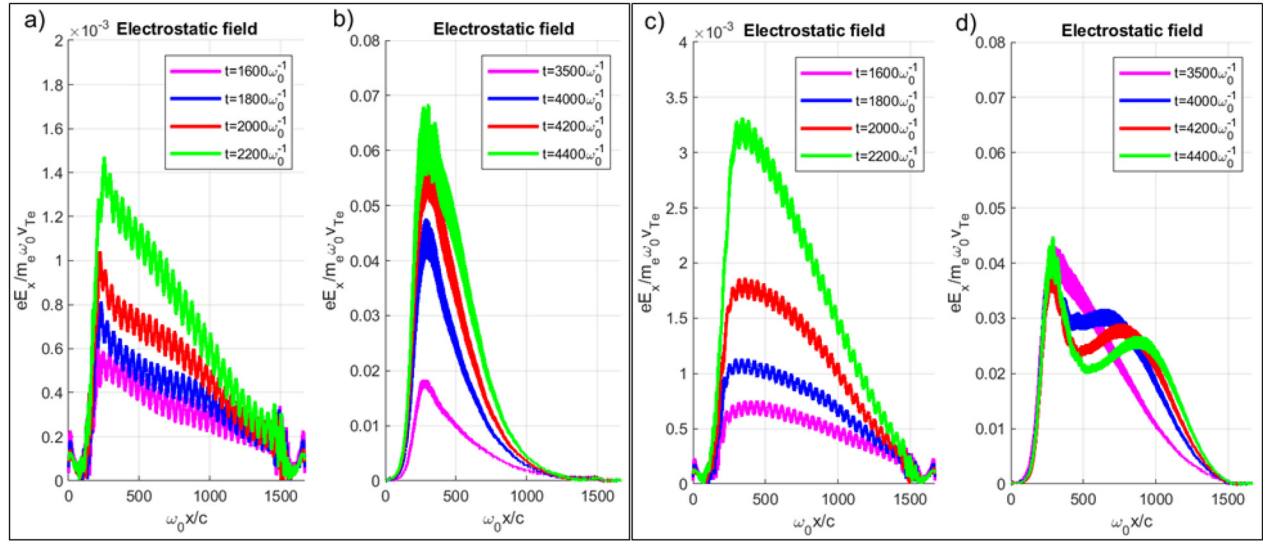 a)
×10⁻³
Electrostatic field
t=1600ω₀⁻¹
t=1800ω₀⁻¹
t=2000ω₀⁻¹
t=2200ω₀⁻¹
2
1.8
1.6
1.4
1.2
1
0.8
0.6
0.4
0.2
0
eEₓ/mₑω₀v_Te
0 500 1000 1500
ω₀x/c
b)
Electrostatic field
t=3500ω₀⁻¹
t=4000ω₀⁻¹
t=4200ω₀⁻¹
t=4400ω₀⁻¹
0.08
0.07
0.06
0.05
0.04
0.03
0.02
0.01
0
eEₓ/mₑω₀v_Te
0 500 1000 1500
ω₀x/c
c)
×10⁻³
Electrostatic field
t=1600ω₀⁻¹
t=1800ω₀⁻¹
t=2000ω₀⁻¹
t=2200ω₀⁻¹
4
3.5
3
2.5
2
1.5
1
0.5
0
eEₓ/mₑω₀v_Te
0 500 1000 1500
ω₀x/c
d)
Electrostatic field
t=3500ω₀⁻¹
t=4000ω₀⁻¹
t=4200ω₀⁻¹
t=4400ω₀⁻¹
0.08
0.07
0.06
0.05
0.04
0.03
0.02
0.01
0
eEₓ/mₑω₀v_Te
0 500 1000 1500
ω₀x/c